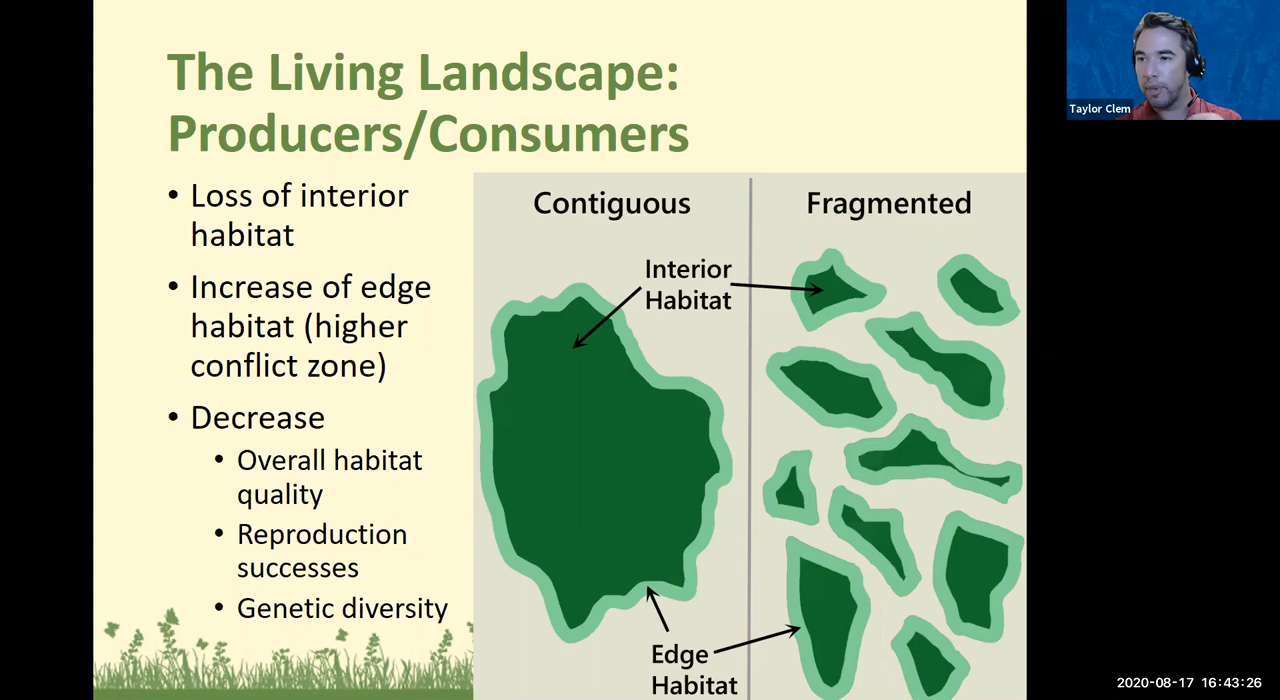 The Living Landscape:
Producers/Consumers
• Loss of interior
habitat
• Increase of edge
habitat (higher
conflict zone)
• Decrease
• Overall habitat
quality
• Reproduction
successes
• Genetic diversity
Contiguous
Fragmented
Interior
Habitat
Edge
Habitat
Taylor Clem
2020-08-17 16:43:26